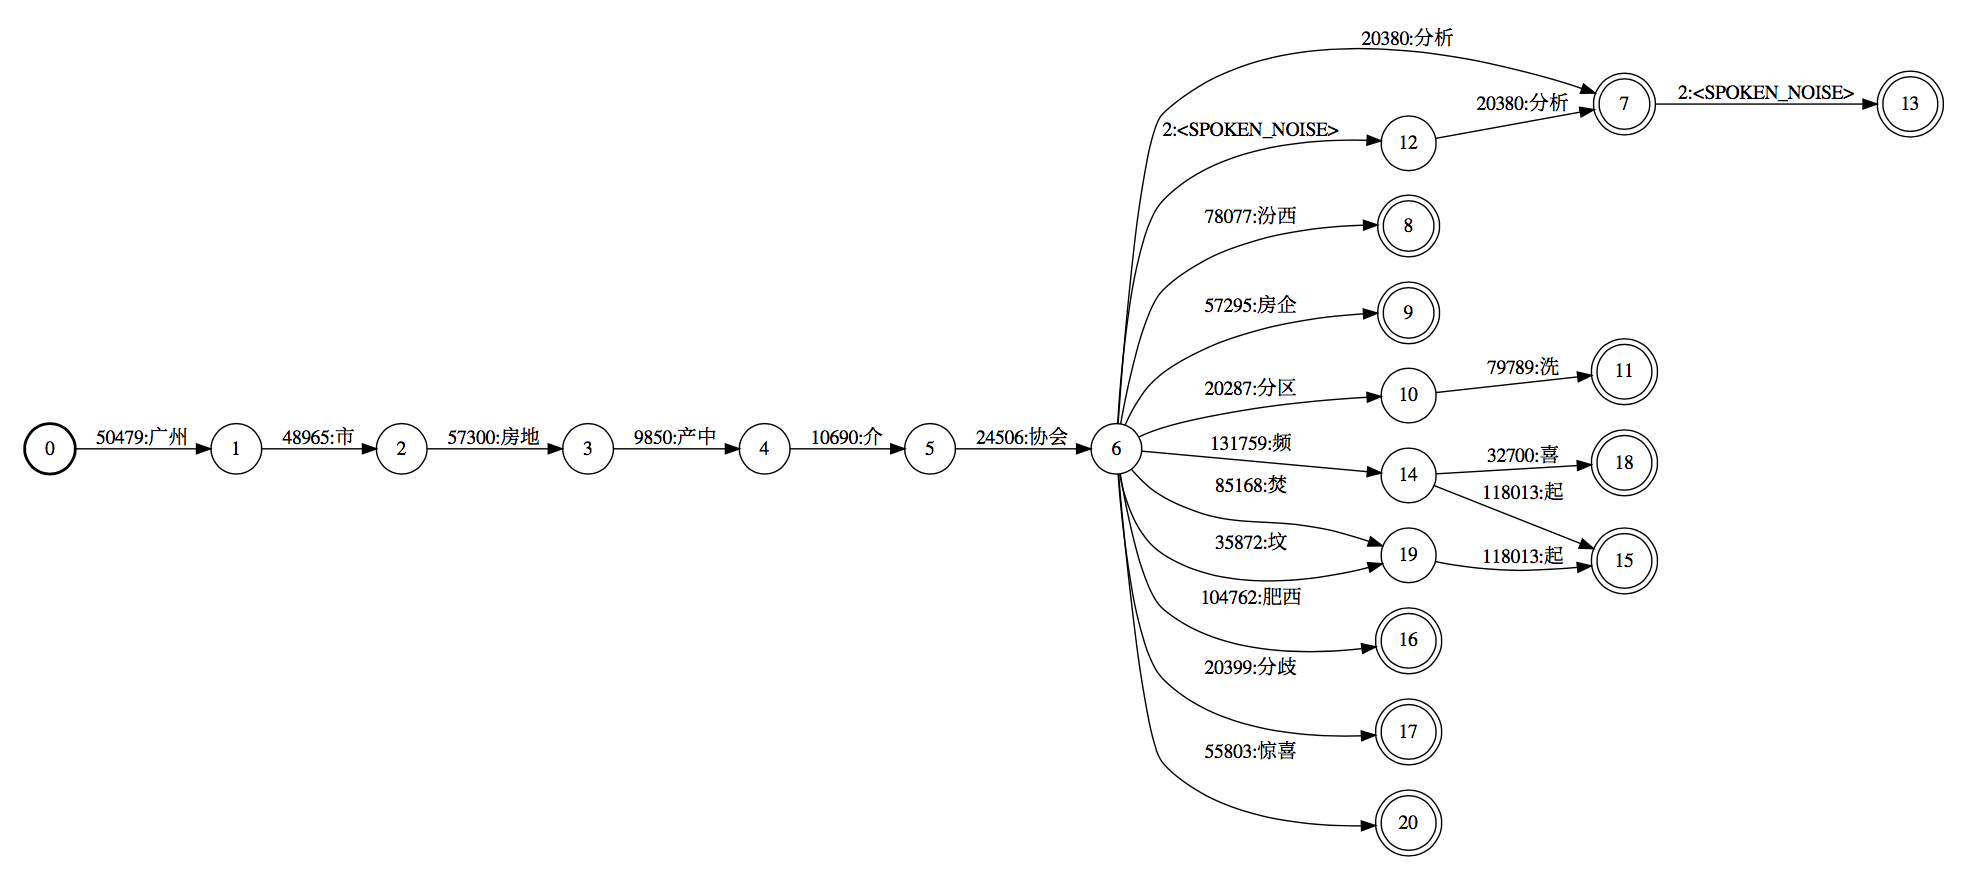 20380:分析
2:<SPOKEN_NOISE>
7
13
20380:分析
2:<SPOKEN_NOISE>
12
78077:汾西
8
57295:房企
9
20287:分区
10
79789:洗
11
0
50479:广州
1
48965:市
2
57300:房地
3
9850:产中
4
10690:介
5
24506:协会
6
131759:频
14
32700:喜
18
118013:起
85168:焚
35872:坟
19
118013:起
15
104762:肥西
16
20399:分歧
17
55803:惊喜
20